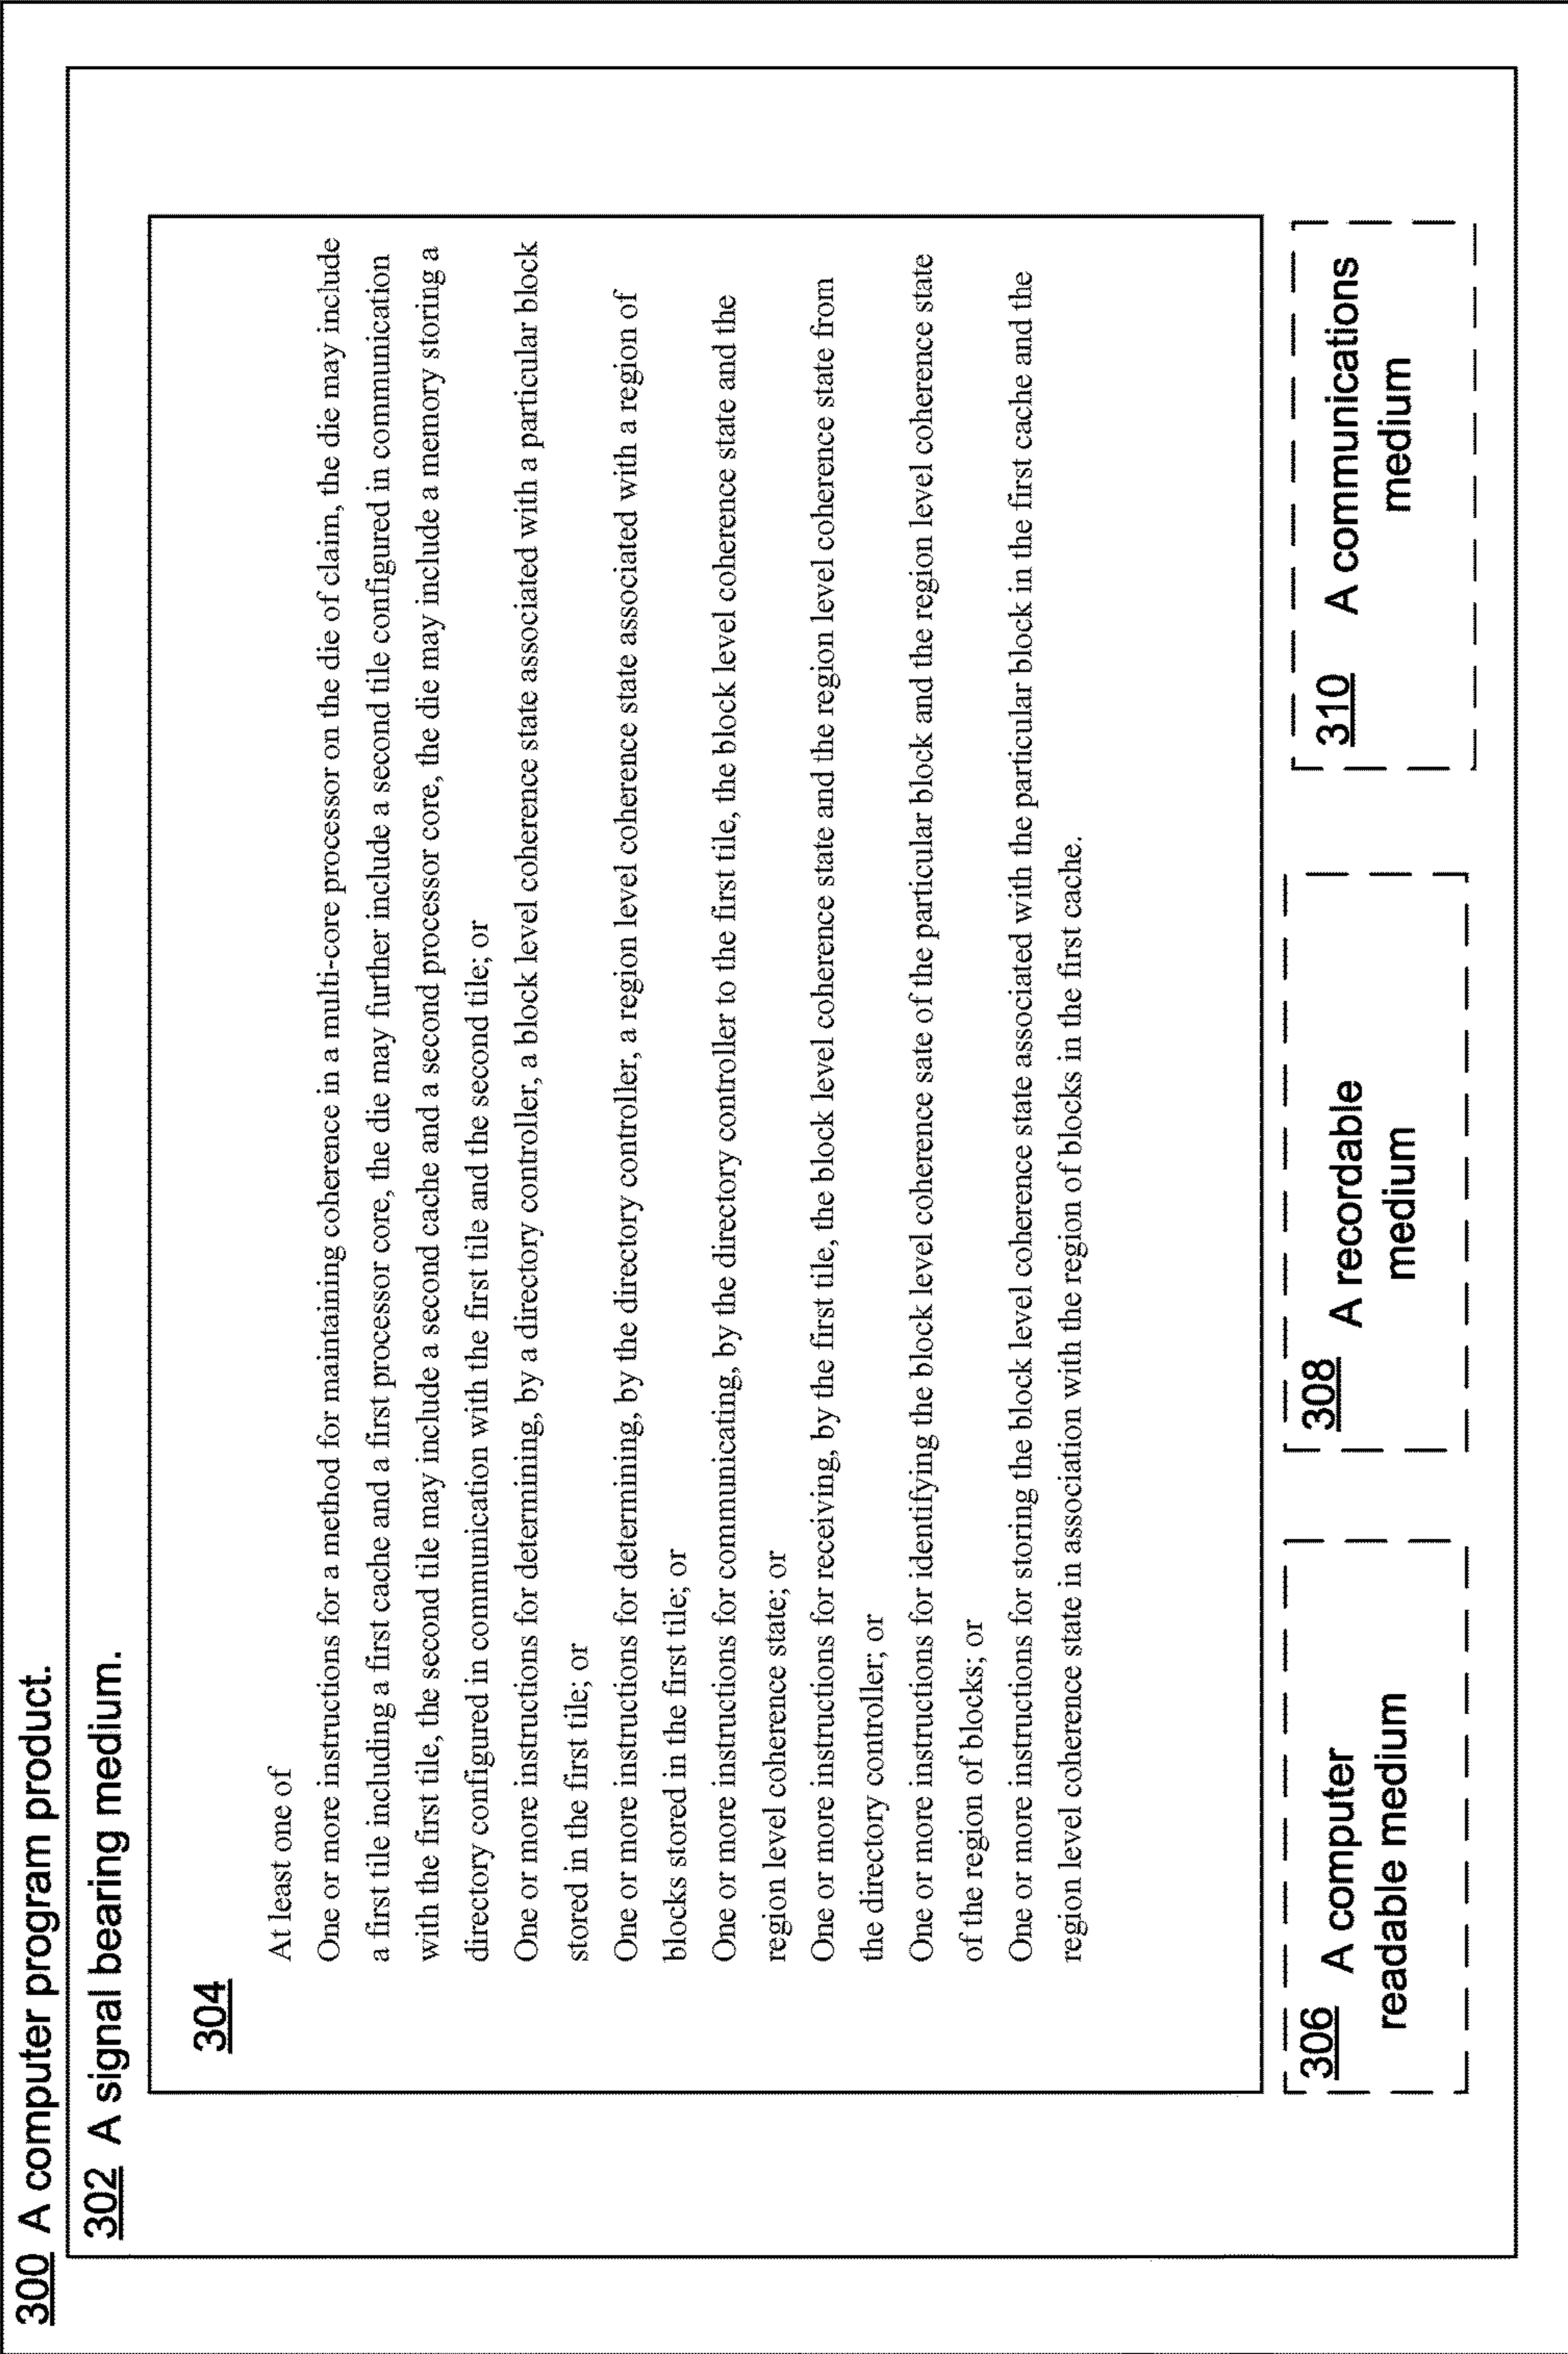 300 A computer program product.
302 A signal bearing medium.
304
At least one of
One or more instructions for a method for maintaining coherence in a multi-core processor on the die of claim, the die may include
a first tile including a first cache and a first processor core, the die may further include a second tile configured in communication
with the first tile, the second tile may include a second cache and a second processor core, the die may include a memory storing a
directory configured in communication with the first tile and the second tile; or
One or more instructions for determining, by a directory controller, a block level coherence state associated with a particular block
stored in the first tile; or
One or more instructions for determining, by the directory controller, a region level coherence state associated with a region of
blocks stored in the first tile; or
One or more instructions for communicating, by the directory controller to the first tile, the block level coherence state and the
region level coherence state; or
One or more instructions for receiving, by the first tile, the block level coherence state and the region level coherence state from
the directory controller; or
One or more instructions for identifying the block level coherence sate of the particular block and the region level coherence state
of the region of blocks; or
One or more instructions for storing the block level coherence state associated with the particular block in the first cache and the
region level coherence state in association with the region of blocks in the first cache.
306 A computer
readable medium
308 A recordable
medium
310 A communications
medium